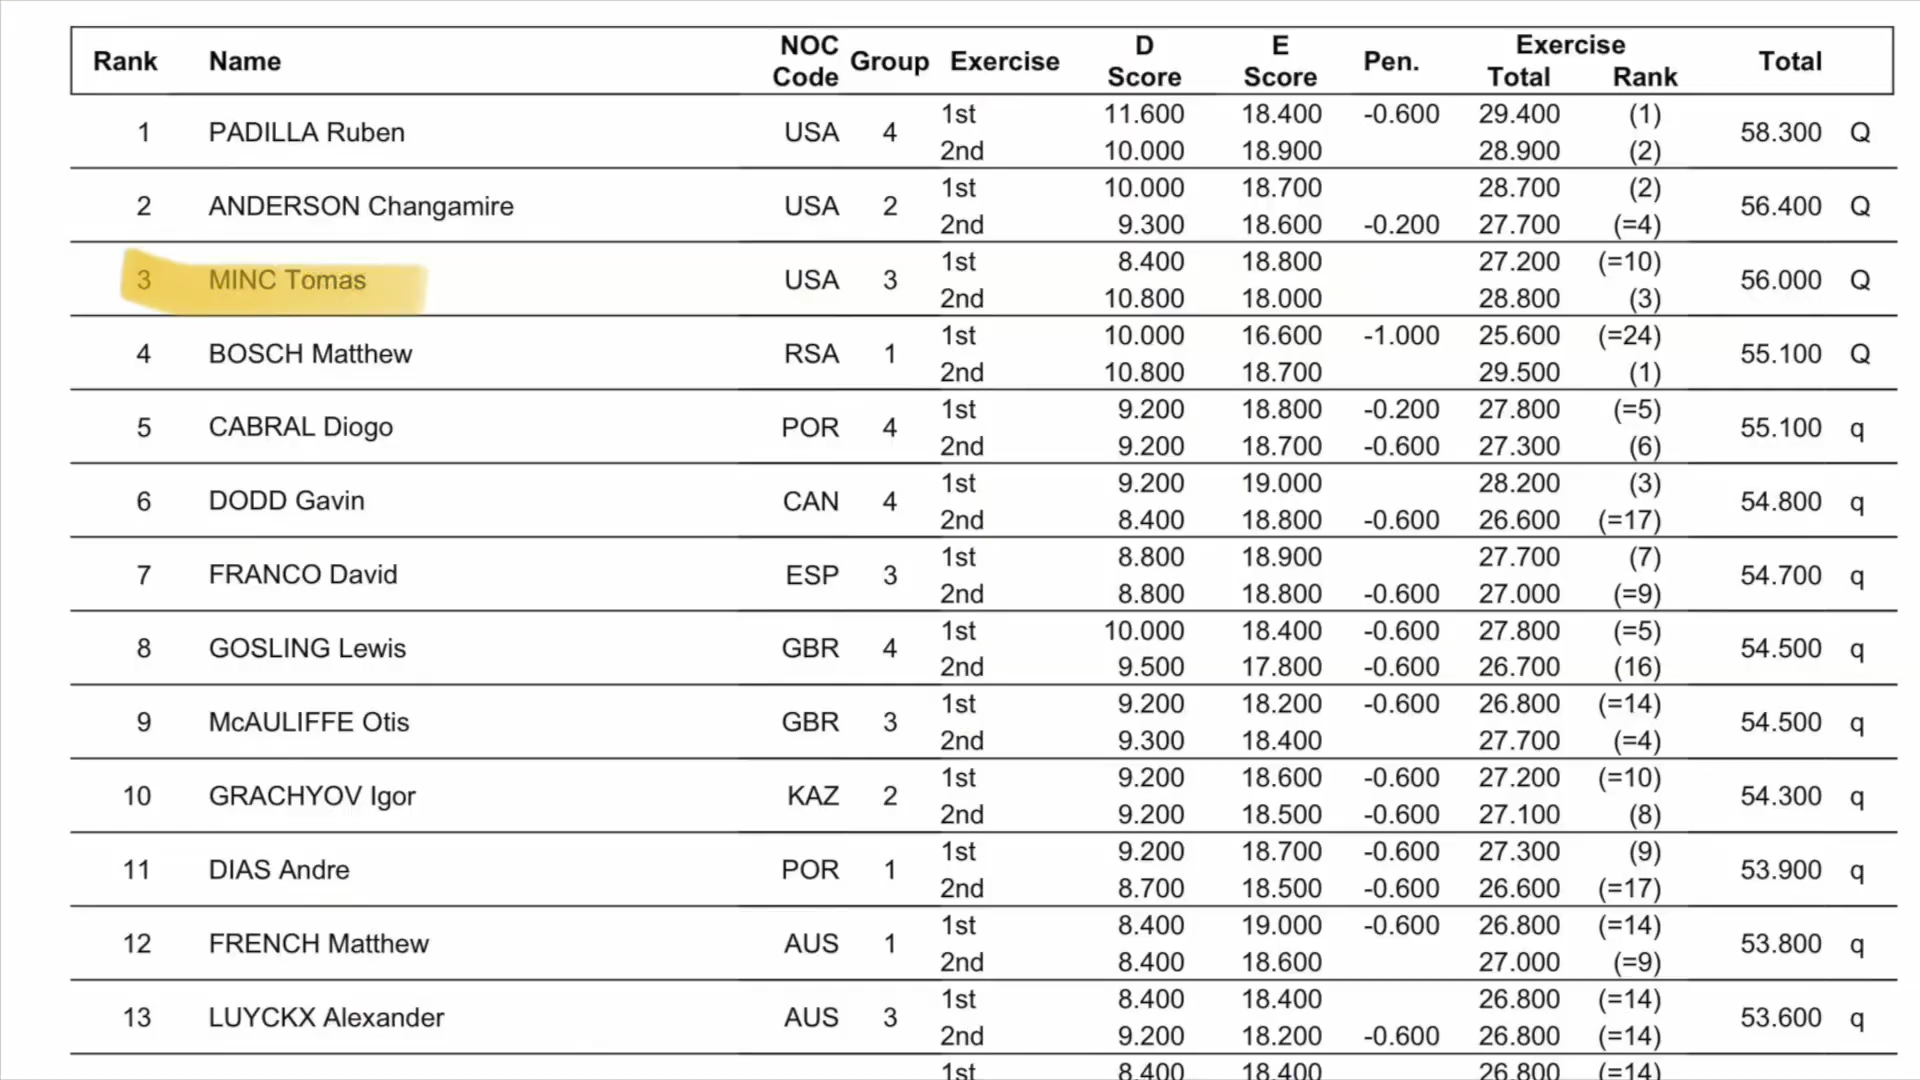 Rank Name NOC Code Group Exercise D Score E Score Pen. Exercise Total Rank Total
1 PADILLA Ruben USA 4 1st 11.600 18.400 -0.600 29.400 (1) 58.300 Q
2nd 10.000 18.900 28.900 (2)
2 ANDERSON Changamire USA 2 1st 10.000 18.700 28.700 (2) 56.400 Q
2nd 9.300 18.600 -0.200 27.700 (=4)
3 MINC Tomas USA 3 1st 8.400 18.800 27.200 (=10) 56.000 Q
2nd 10.800 18.000 28.800 (3)
4 BOSCH Matthew RSA 1 1st 10.000 16.600 -1.000 25.600 (=24) 55.100 Q
2nd 10.800 18.700 29.500 (1)
5 CABRAL Diogo POR 4 1st 9.200 18.800 -0.200 27.800 (=5) 55.100 q
2nd 9.200 18.700 -0.600 27.300 (6)
6 DODD Gavin CAN 4 1st 9.200 19.000 28.200 (3) 54.800 q
2nd 8.400 18.800 -0.600 26.600 (=17)
7 FRANCO David ESP 3 1st 8.800 18.900 27.700 (7) 54.700 q
2nd 8.800 18.800 -0.600 27.000 (=9)
8 GOSLING Lewis GBR 4 1st 10.000 18.400 -0.600 27.800 (=5) 54.500 q
2nd 9.500 17.800 -0.600 26.700 (16)
9 McAULIFFE Otis GBR 3 1st 9.200 18.200 -0.600 26.800 (=14) 54.500 q
2nd 9.300 18.400 27.700 (=4)
10 GRACHYOV Igor KAZ 2 1st 9.200 18.600 -0.600 27.200 (=10) 54.300 q
2nd 9.200 18.500 -0.600 27.100 (8)
11 DIAS Andre POR 1 1st 9.200 18.700 -0.600 27.300 (9) 53.900 q
2nd 8.700 18.500 -0.600 26.600 (=17)
12 FRENCH Matthew AUS 1 1st 8.400 19.000 -0.600 26.800 (=14) 53.800 q
2nd 8.400 18.600 27.000 (=9)
13 LUYCKX Alexander AUS 3 1st 8.400 18.400 26.800 (=14) 53.600 q
2nd 9.200 18.200 -0.600 26.800 (=14)
1st 8.400 18.400 26.800 (=14)